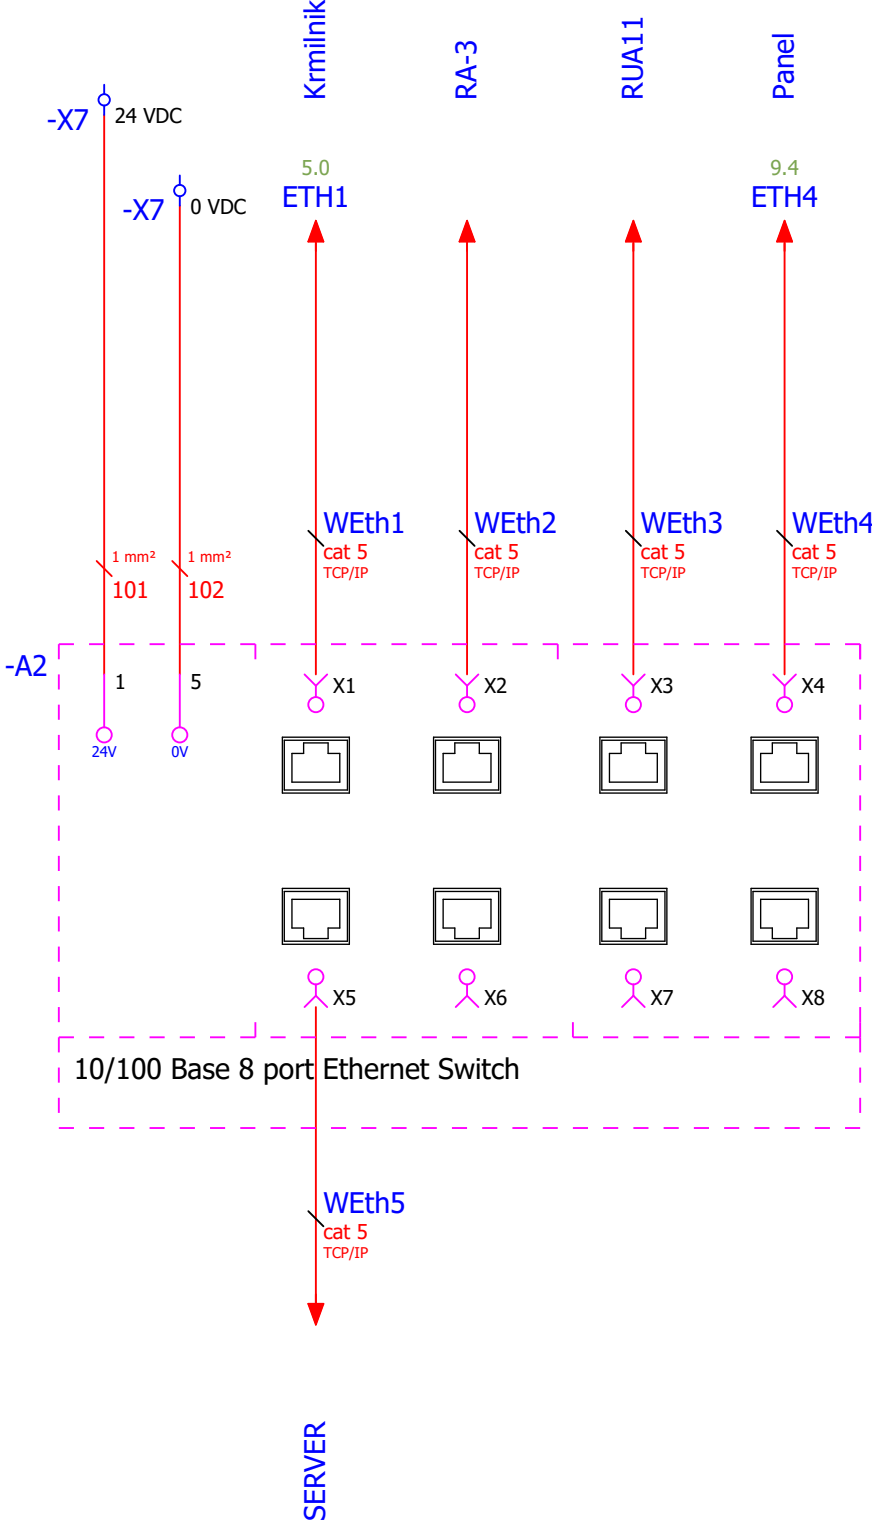 Krmilnik
RA-3
RUA11
Panel
-X7
24 VDC
-X7
0 VDC
5.0
ETH1
9.4
ETH4
WEth1
cat 5
TCP/IP
WEth2
cat 5
TCP/IP
WEth3
cat 5
TCP/IP
WEth4
cat 5
TCP/IP
1 mm²
101
1 mm²
102
-A2
1
5
X1
X2
X3
X4
24V
0V
X5
X6
X7
X8
10/100 Base 8 port Ethernet Switch
WEth5
cat 5
TCP/IP
SERVER